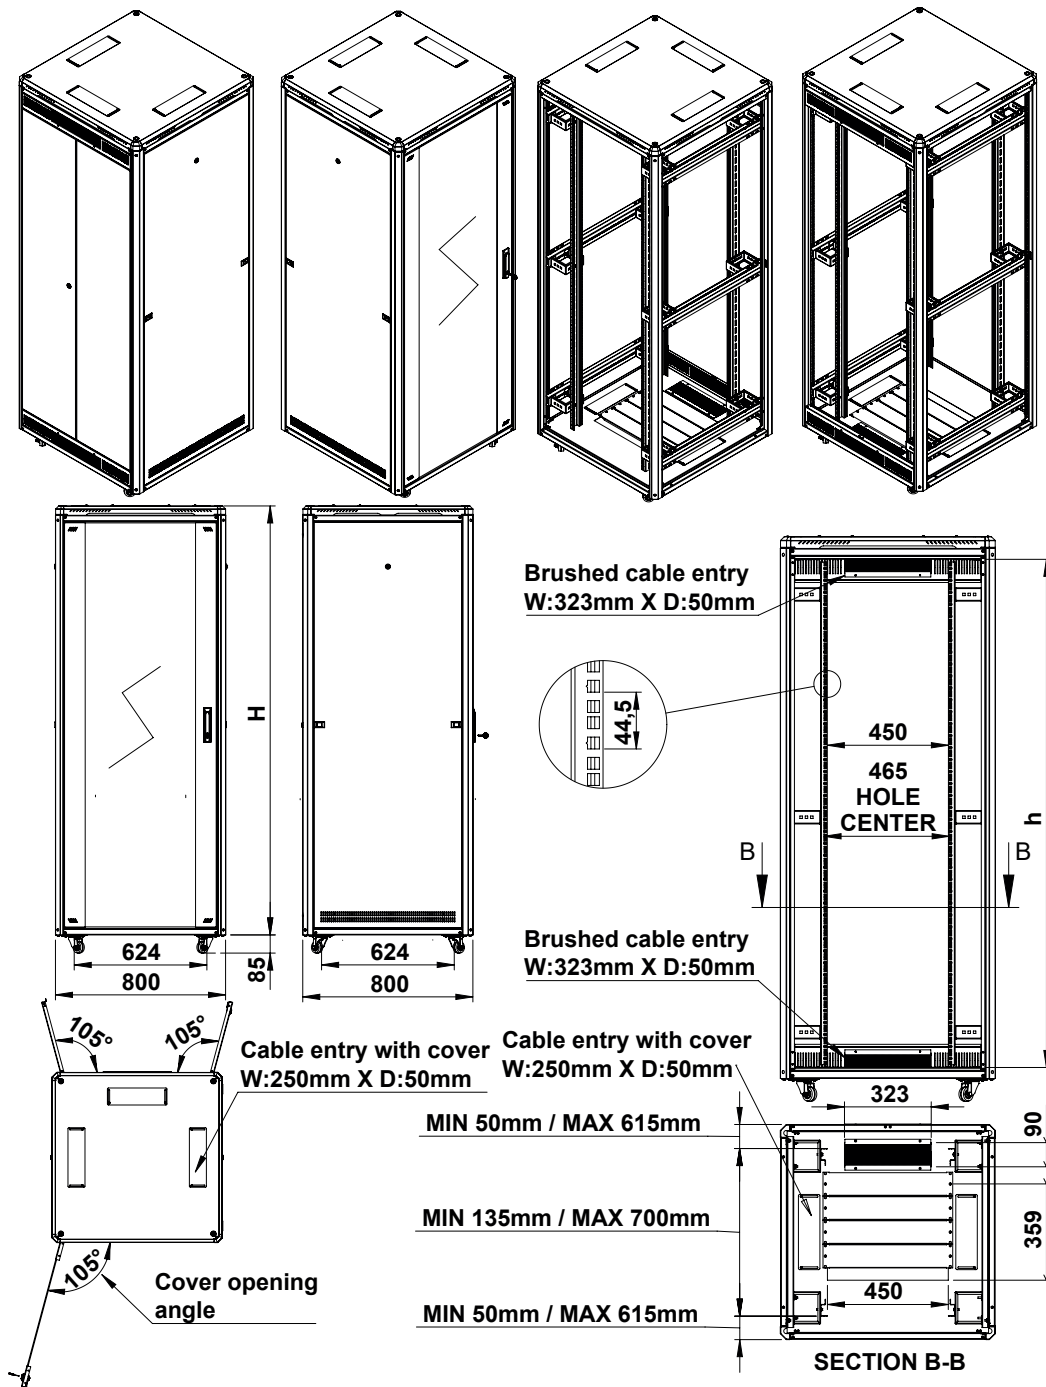 Brushed cable entry
W:323mm X D:50mm
44,5
H
450
465
HOLE
CENTER
h
B
B
Brushed cable entry
W:323mm X D:50mm
624
800
85
624
800
105°
105°
Cable entry with cover
W:250mm X D:50mm
Cable entry with cover
W:250mm X D:50mm
323
MIN 50mm / MAX 615mm
90
MIN 135mm / MAX 700mm
359
105°
Cover opening
angle
450
MIN 50mm / MAX 615mm
SECTION B-B